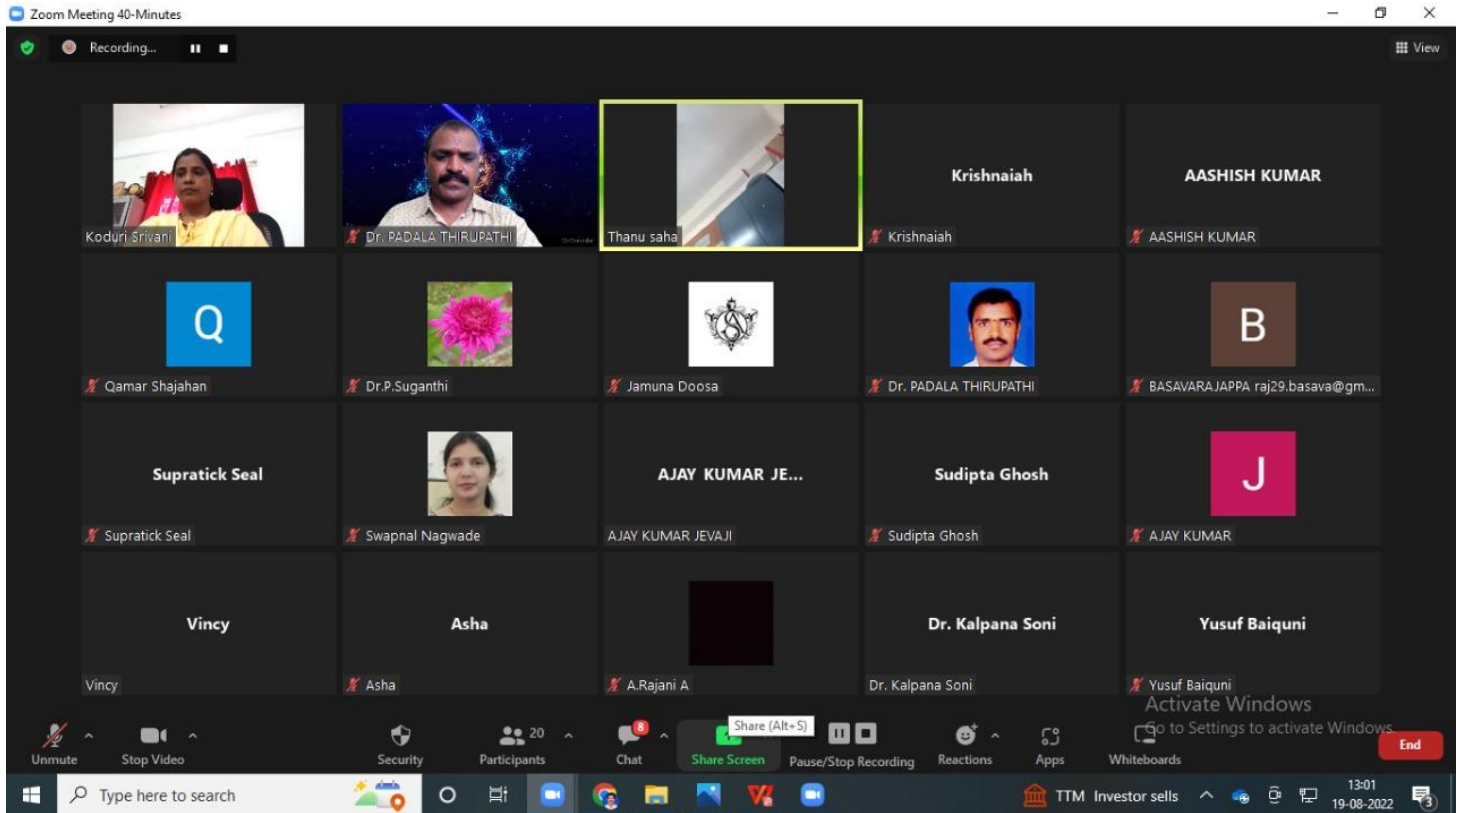 Zoom Meeting 40-Minutes
Recording...
View
Koduri Srivani
Dr. PADALA THIRUPATHI
Thanu saha
Krishnaiah
Krishnaiah
AASHISH KUMAR
AASHISH KUMAR
Q
Qamar Shajahan
Dr.P.Suganthi
Jamuna Doosa
Dr. PADALA THIRUPATHI
B
BASAVARAJAPPA raj29.basava@gm...
Supratick Seal
Supratick Seal
Swapnal Nagwade
AJAY KUMAR JE...
AJAY KUMAR JEVAJI
Sudipta Ghosh
Sudipta Ghosh
J
AJAY KUMAR
Vincy
Vincy
Asha
Asha
A.Rajani A
Dr. Kalpana Soni
Dr. Kalpana Soni
Yusuf Baiquni
Yusuf Baiquni
Activate Windows
Go to Settings to activate Windows.
Unmute
Stop Video
Security
20
Participants
8
Chat
Share (Alt+S)
Share Screen
Pause/Stop Recording
Reactions
Apps
Whiteboards
End
Type here to search
TTM Investor sells
13:01
19-08-2022
3